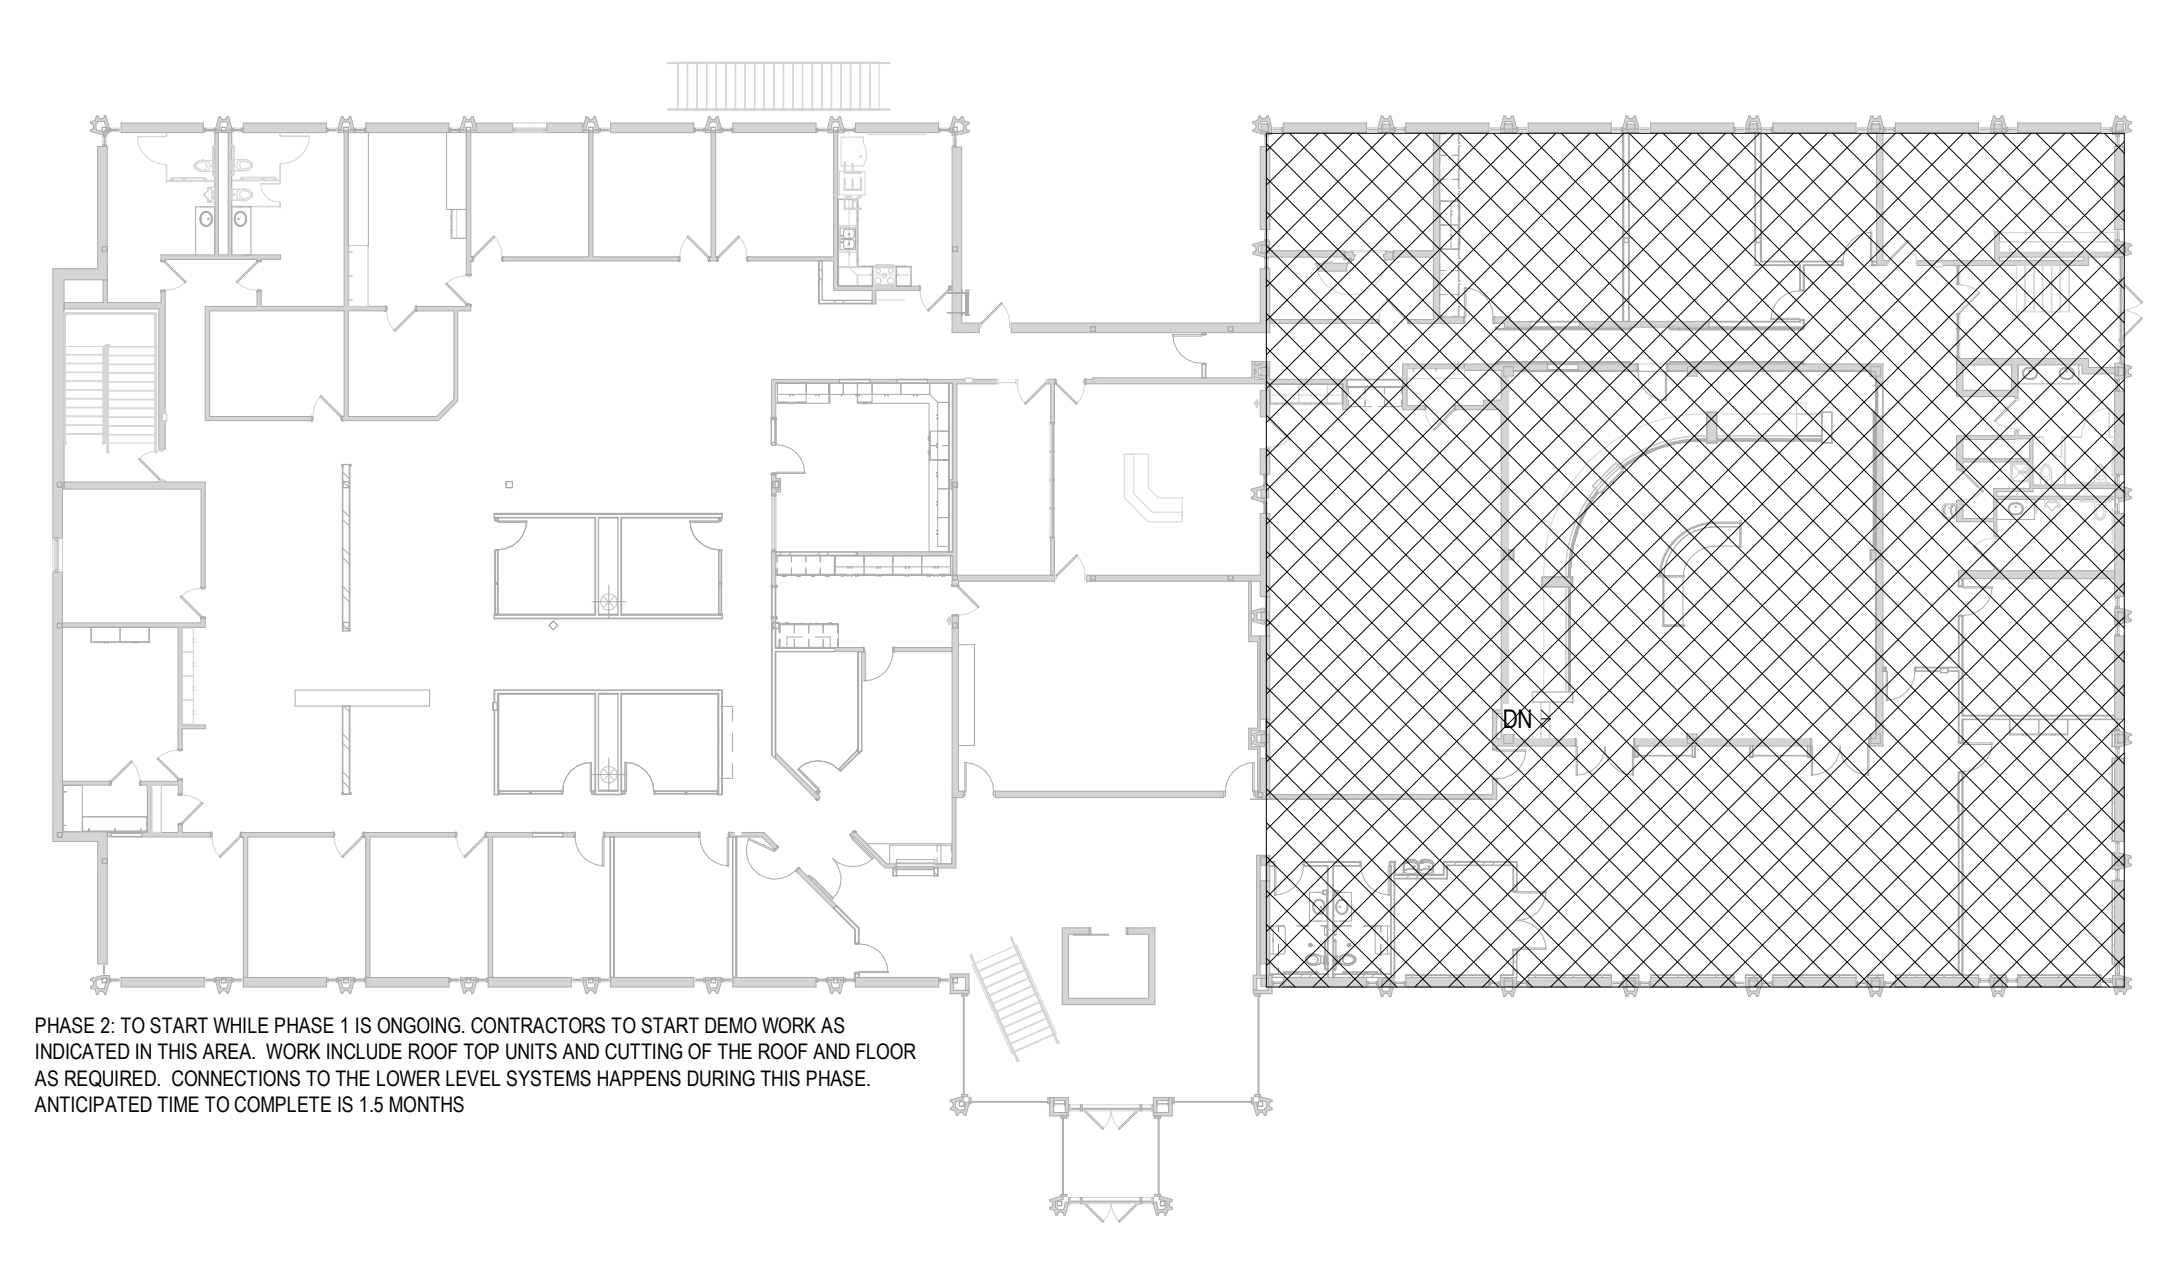 DN
PHASE 2: TO START WHILE PHASE 1 IS ONGOING. CONTRACTORS TO START DEMO WORK AS
INDICATED IN THIS AREA.  WORK INCLUDE ROOF TOP UNITS AND CUTTING OF THE ROOF AND FLOOR
AS REQUIRED.  CONNECTIONS TO THE LOWER LEVEL SYSTEMS HAPPENS DURING THIS PHASE.
ANTICIPATED TIME TO COMPLETE IS 1.5 MONTHS